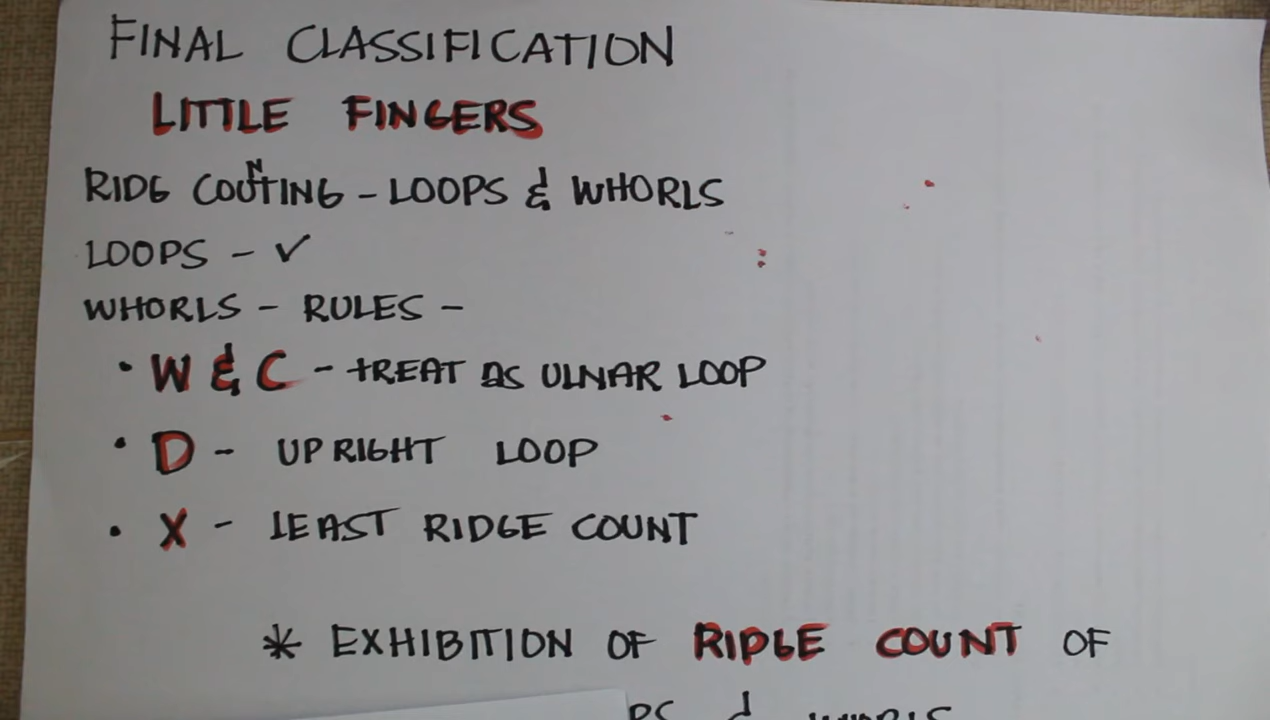 FINAL CLASSIFICATION
LITTLE FINGERS
RIDG COUNTING - LOOPS & WHORLS
LOOPS - ✓
WHORLS - RULES -
• W & C - TREAT AS ULNAR LOOP
• D - UPRIGHT LOOP
• X - LEAST RIDGE COUNT
* EXHIBITION OF RIDGE COUNT OF